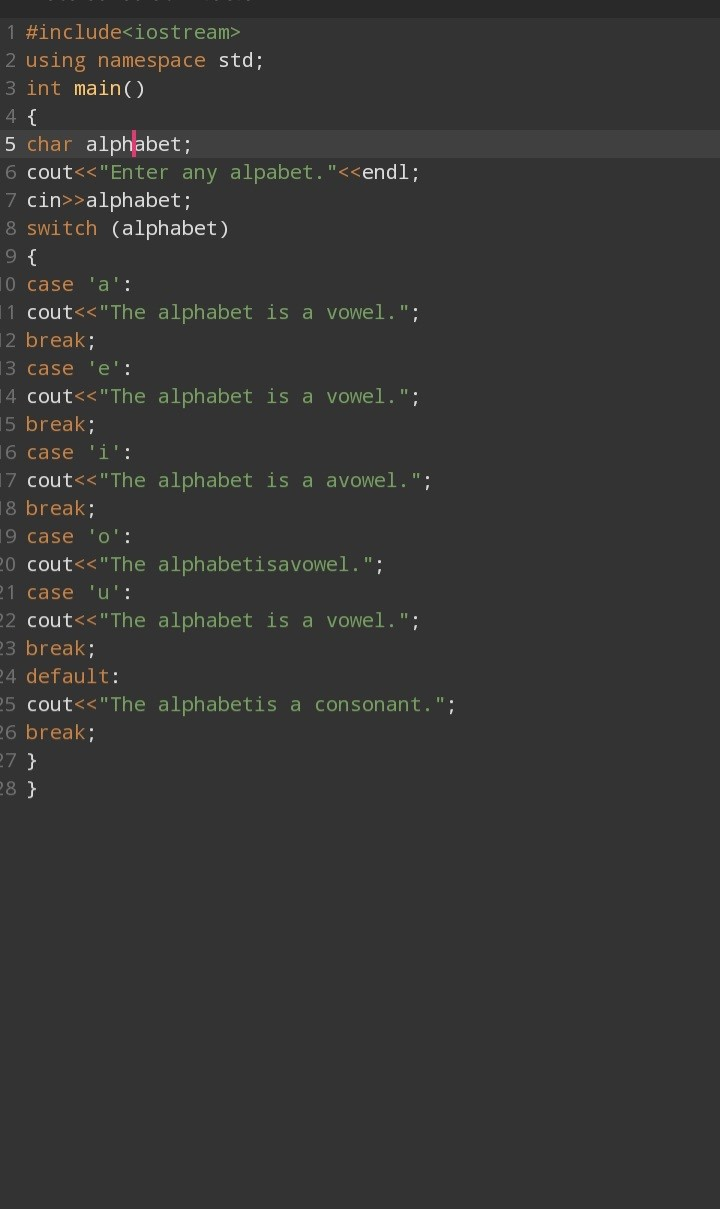 1 #include<iostream>
2 using namespace std;
3 int main()
4 {
5 char alphabet;
6 cout<<"Enter any alpabet."<<endl;
7 cin>>alphabet;
8 switch (alphabet)
9 {
10 case 'a':
11 cout<<"The alphabet is a vowel.";
12 break;
13 case 'e':
14 cout<<"The alphabet is a vowel.";
15 break;
16 case 'i':
17 cout<<"The alphabet is a avowel.";
18 break;
19 case 'o':
20 cout<<"The alphabetisavowel.";
21 case 'u':
22 cout<<"The alphabet is a vowel.";
23 break;
24 default:
25 cout<<"The alphabetis a consonant.";
26 break;
27 }
28 }